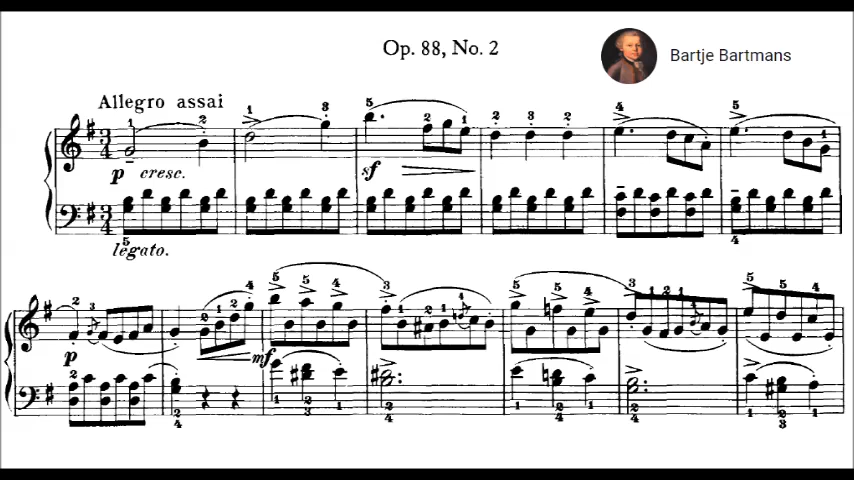 Op. 88, No. 2
Bartje Bartmans
Allegro assai
p cresc.
sf
legato.
p
mf